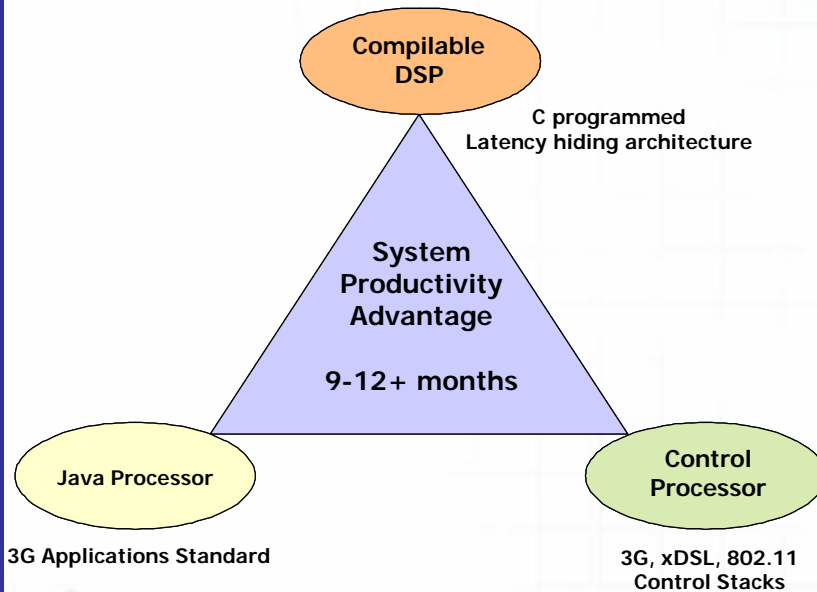 Compilable
DSP
C programmed
Latency hiding architecture
System
Productivity
Advantage
9-12+ months
Java Processor
Control
Processor
3G Applications Standard
3G, xDSL, 802.11
Control Stacks